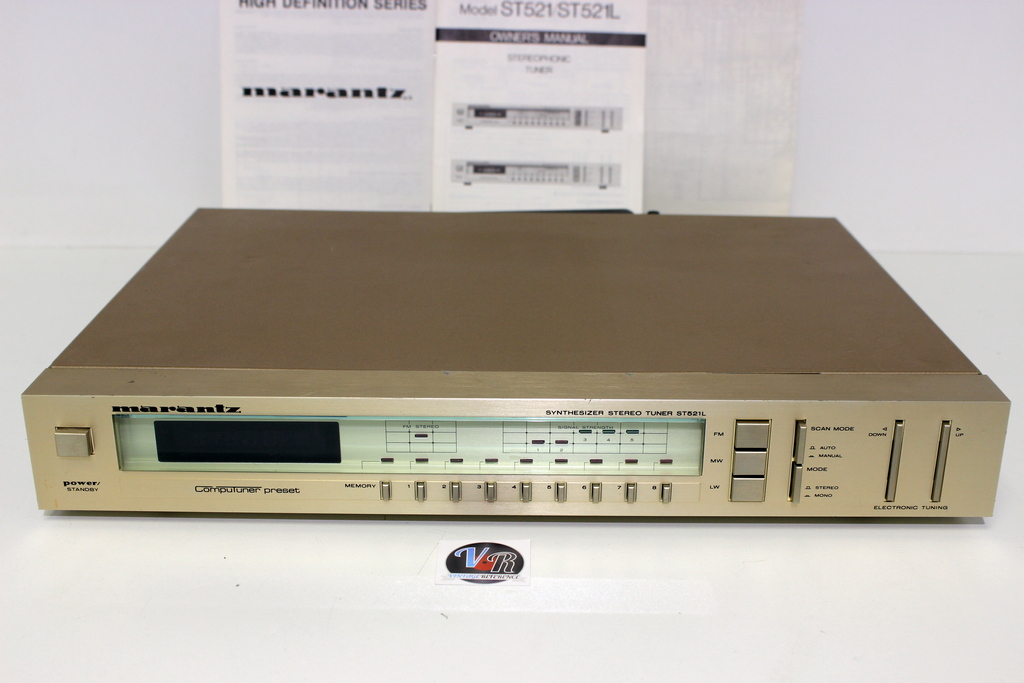 HIGH DEFINITION SERIES
marantz
Model ST521/ST521L
OWNER'S MANUAL
STEREOPHONIC
TUNER
marantz
SYNTHESIZER STEREO TUNER ST521L
FM STEREO
SIGNAL STRENGTH
1 2 3 4 5
power/
STANDBY
Computuner preset
MEMORY 1 2 3 4 5 6 7 8
FM
MW
LW
SCAN MODE
AUTO
MANUAL
MODE
STEREO
MONO
DOWN
UP
ELECTRONIC TUNING
VR
VINTAGE REFERENCE